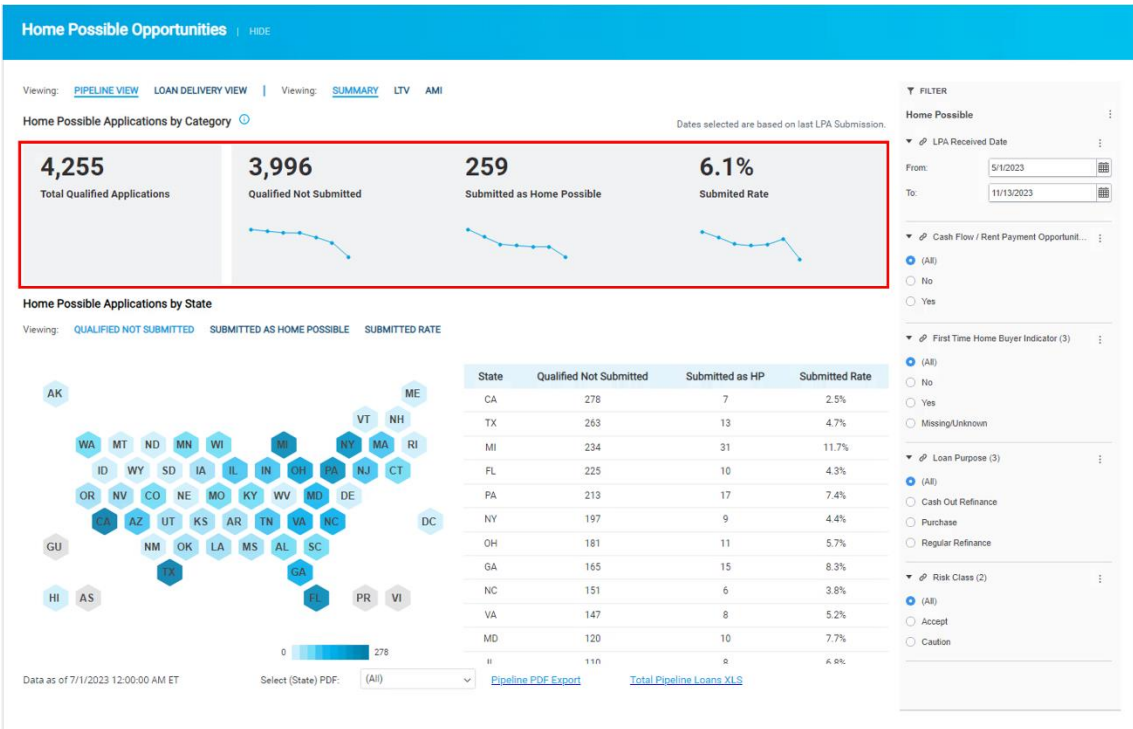 Home Possible Opportunities | HIDE
Viewing: PIPELINE VIEW LOAN DELIVERY VIEW | Viewing: SUMMARY LTV AMI
Home Possible Applications by Category
Dates selected are based on last LPA Submission.
4,255
Total Qualified Applications
3,996
Qualified Not Submitted
259
Submitted as Home Possible
6.1%
Submited Rate
Home Possible Applications by State
Viewing: QUALIFIED NOT SUBMITTED SUBMITTED AS HOME POSSIBLE SUBMITTED RATE
AK ME
VT NH
WA MT ND MN WI MI NY MA RI
ID WY SD IA IL IN OH PA NJ CT
OR NV CO NE MO KY WV MD DE
CA AZ UT KS AR TN VA NC DC
GU NM OK LA MS AL SC
TX GA
HI AS FL PR VI
0 278
State Qualified Not Submitted Submitted as HP Submitted Rate
CA 278 7 2.5%
TX 263 13 4.7%
MI 234 31 11.7%
FL 225 10 4.3%
PA 213 17 7.4%
NY 197 9 4.4%
OH 181 11 5.7%
GA 165 15 8.3%
NC 151 6 3.8%
VA 147 8 5.2%
MD 120 10 7.7%
IL 110 8 6.8%
Data as of 7/1/2023 12:00:00 AM ET
Select (State) PDF: (All)
Pipeline PDF Export
Total Pipeline Loans XLS
FILTER
Home Possible
LPA Received Date
From: 5/1/2023
To: 11/13/2023
Cash Flow / Rent Payment Opportunit...
(All)
No
Yes
First Time Home Buyer Indicator (3)
(All)
No
Yes
Missing/Unknown
Loan Purpose (3)
(All)
Cash Out Refinance
Purchase
Regular Refinance
Risk Class (2)
(All)
Accept
Caution